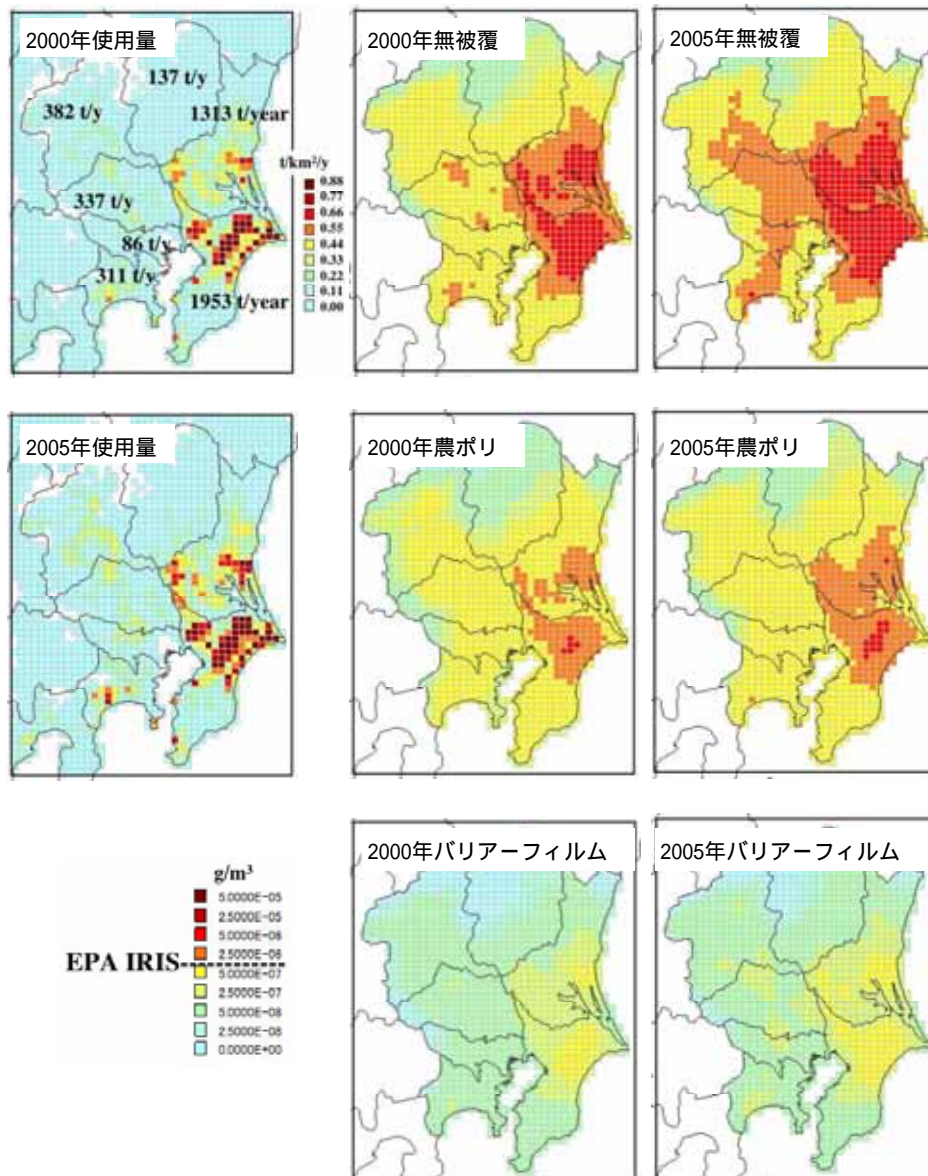 2000年使用量
137 t/y
382 t/y
1313 t/year
337 t/y
86 t/y
311 t/y
1953 t/year
t/km²/y
0.88
0.77
0.66
0.55
0.44
0.33
0.22
0.11
0.00
2000年無被覆
2005年無被覆
2005年使用量
2000年農ポリ
2005年農ポリ
g/m³
5.0000E-05
2.5000E-05
5.0000E-06
2.5000E-06
EPA IRIS
5.0000E-07
2.5000E-07
5.0000E-08
2.5000E-08
0.0000E+00
2000年バリアーフィルム
2005年バリアーフィルム